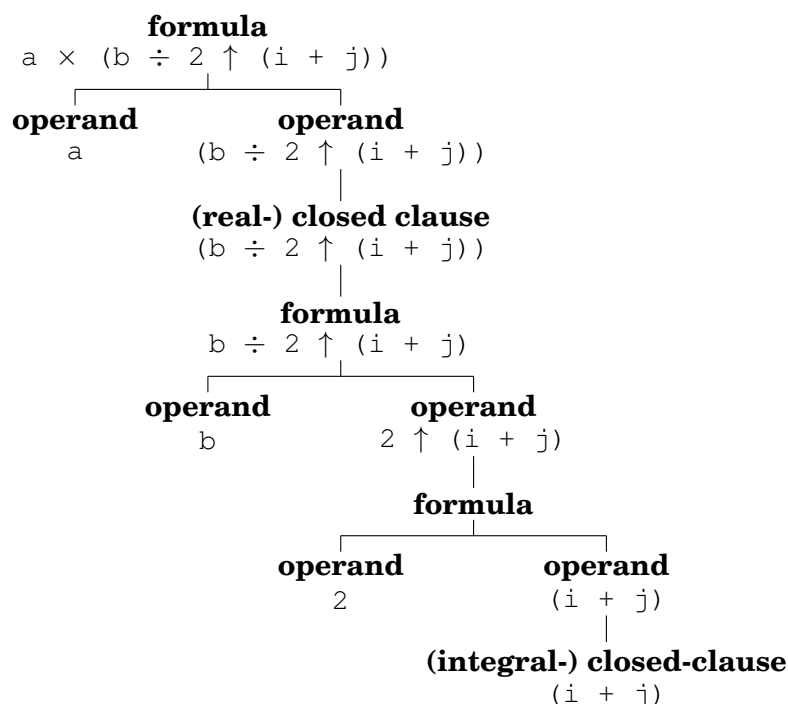 formula
a × (b ÷ 2 ↑ (i + j))
operand operand
a (b ÷ 2 ↑ (i + j))
(real-) closed clause
(b ÷ 2 ↑ (i + j))
formula
b ÷ 2 ↑ (i + j)
operand operand
b 2 ↑ (i + j)
formula
operand operand
2 (i + j)
(integral-) closed-clause
(i + j)